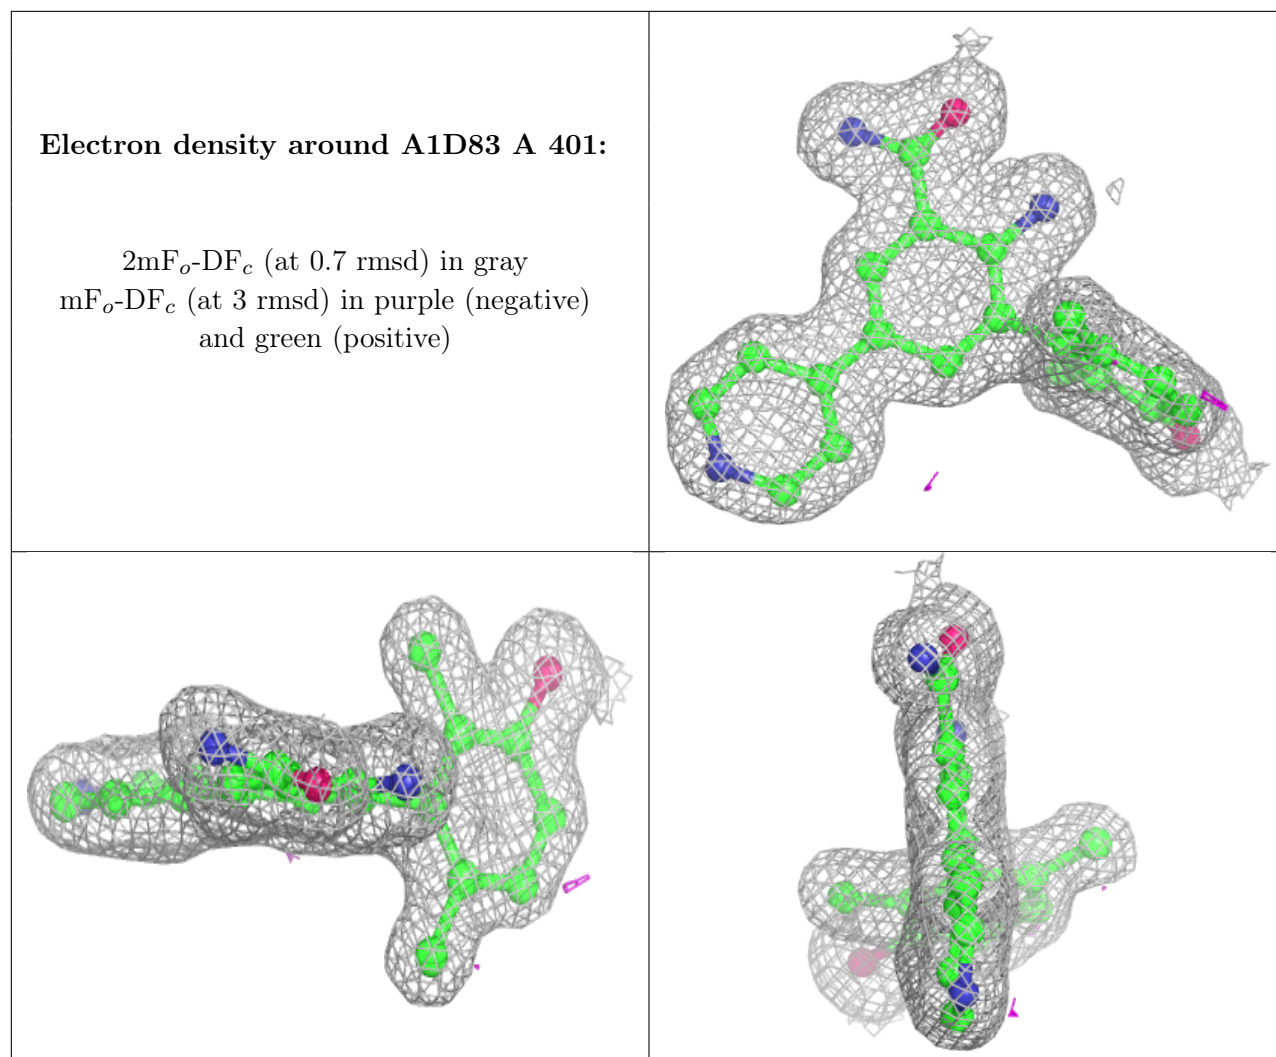 Electron density around A1D83 A 401:
2mFo-DFc (at 0.7 rmsd) in gray
mFo-DFc (at 3 rmsd) in purple (negative)
and green (positive)